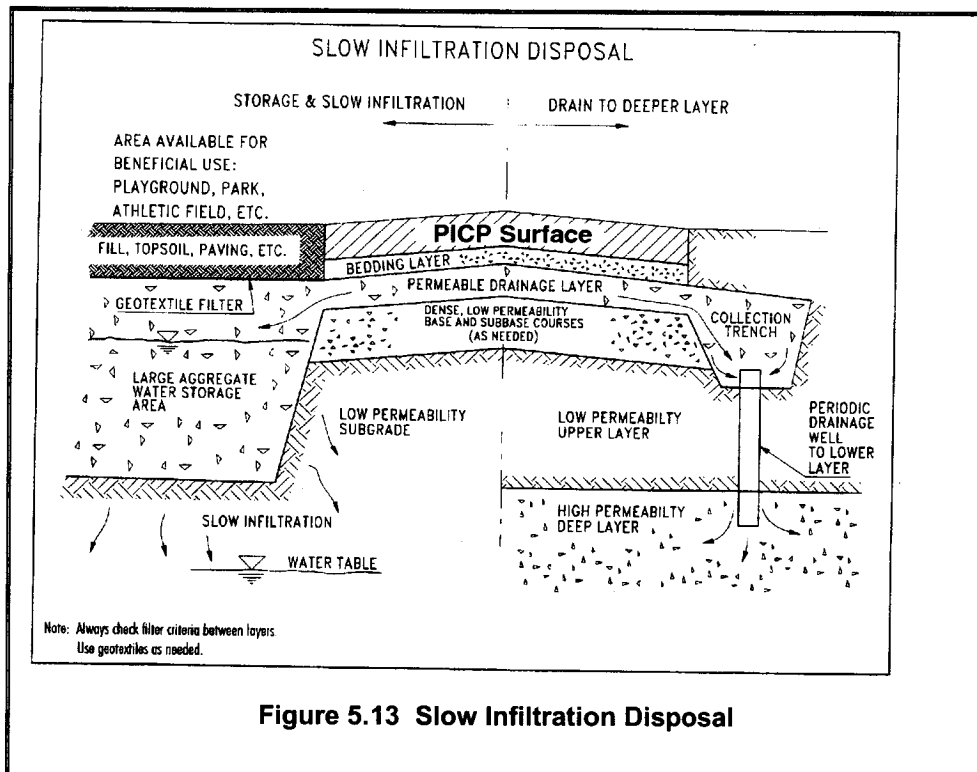 SLOW INFILTRATION DISPOSAL
STORAGE & SLOW INFILTRATION
DRAIN TO DEEPER LAYER
AREA AVAILABLE FOR
BENEFICIAL USE:
PLAYGROUND, PARK,
ATHLETIC FIELD, ETC.
FILL, TOPSOIL, PAVING, ETC.
PICP Surface
BEDDING LAYER
PERMEABLE DRAINAGE LAYER
GEOTEXTILE FILTER
DENSE, LOW PERMEABILITY
BASE AND SUBBASE COURSES
(AS NEEDED)
COLLECTION
TRENCH
LARGE AGGREGATE
WATER STORAGE
AREA
LOW PERMEABILITY
SUBGRADE
LOW PERMEABILTY
UPPER LAYER
PERIODIC
DRAINAGE
WELL
TO LOWER
LAYER
HIGH PERMEABILTY
DEEP LAYER
SLOW INFILTRATION
WATER TABLE
Note: Always check filter criteria between layers.
Use geotextiles as needed.
Figure 5.13 Slow Infiltration Disposal